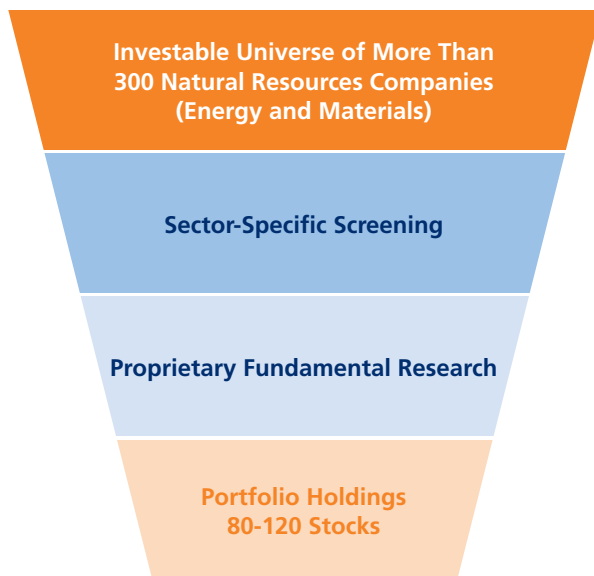 Investable Universe of More Than
300 Natural Resources Companies
(Energy and Materials)
Sector-Specific Screening
Proprietary Fundamental Research
Portfolio Holdings
80-120 Stocks